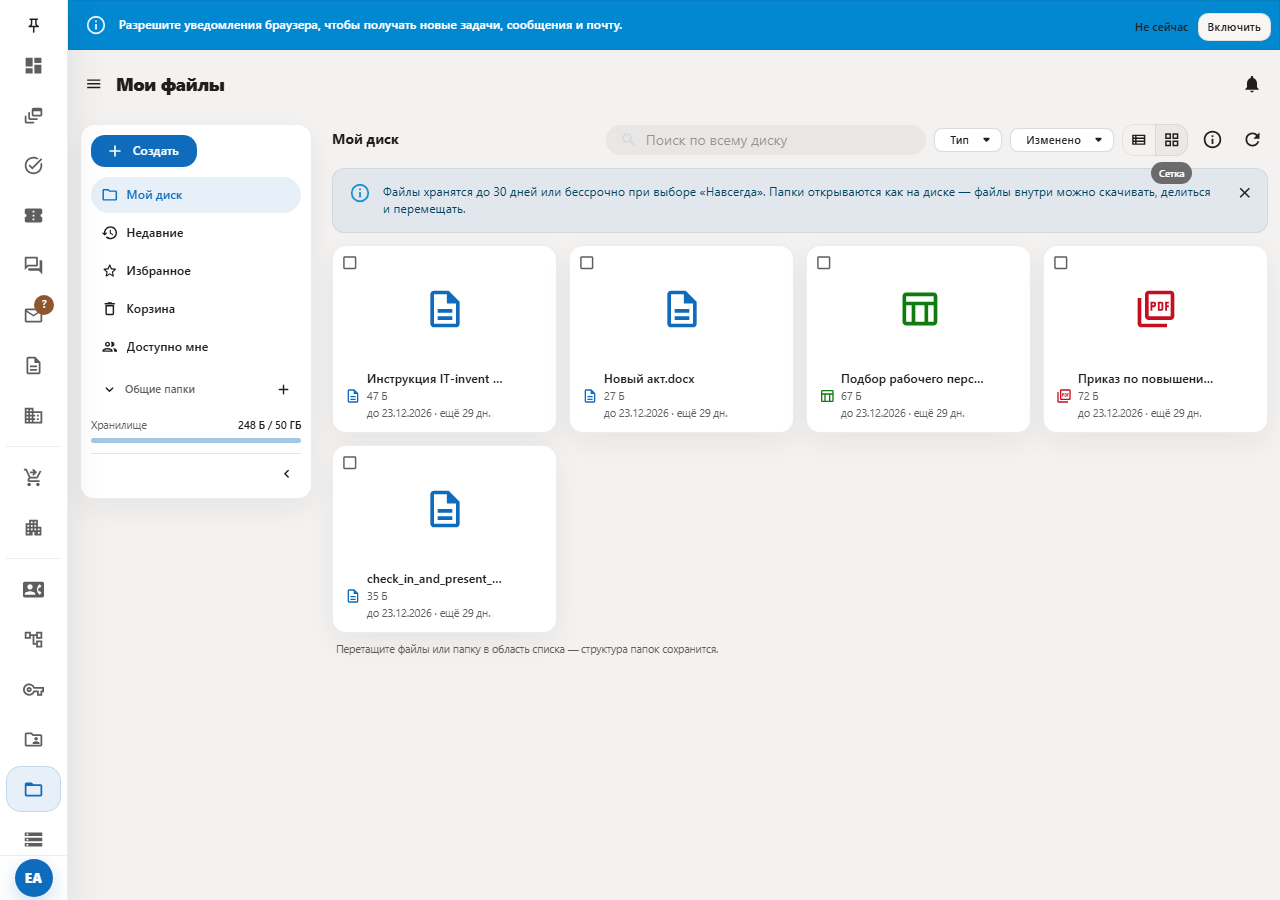 Разрешите уведомления браузера, чтобы получать новые задачи, сообщения и почту.
Не сейчас
Включить
Мои файлы
?
Создать
Мой диск
Недавние
Избранное
Корзина
Доступно мне
Общие папки
Хранилище
248 Б / 50 ГБ
Мой диск
Поиск по всему диску
Тип
Изменено
Сетка
Файлы хранятся до 30 дней или бессрочно при выборе «Навсегда». Папки открываются как на диске — файлы внутри можно скачивать, делиться
и перемещать.
Инструкция IT-invent ...
47 Б
до 23.12.2026 · ещё 29 дн.
Новый акт.docx
27 Б
до 23.12.2026 · ещё 29 дн.
Подбор рабочего перс...
67 Б
до 23.12.2026 · ещё 29 дн.
PDF
Приказ по повышени...
72 Б
до 23.12.2026 · ещё 29 дн.
check_in_and_present_...
35 Б
до 23.12.2026 · ещё 29 дн.
Перетащите файлы или папку в область списка — структура папок сохранится.
EA